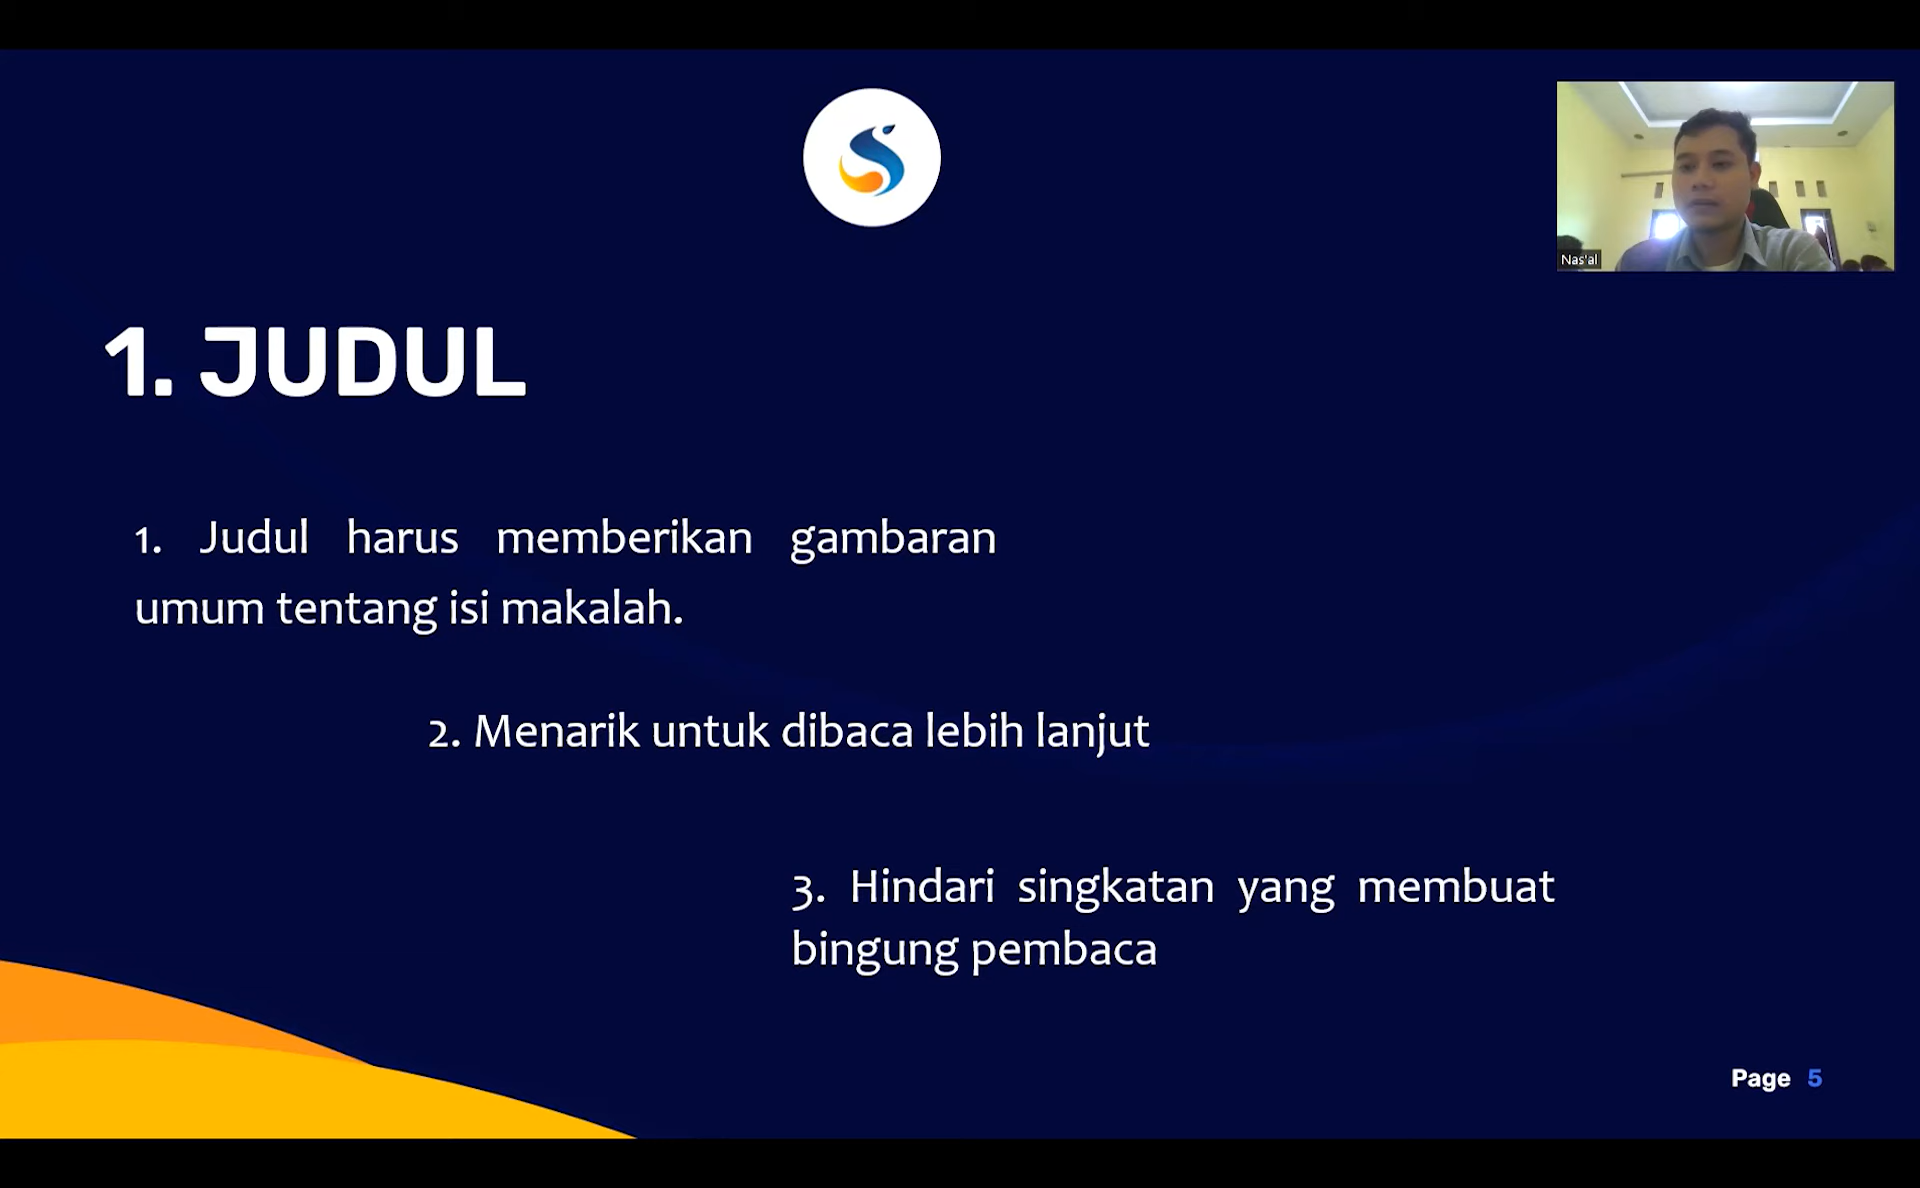 Nas'al
1. JUDUL
1. Judul harus memberikan gambaran
umum tentang isi makalah.
2. Menarik untuk dibaca lebih lanjut
3. Hindari singkatan yang membuat
bingung pembaca
Page 5